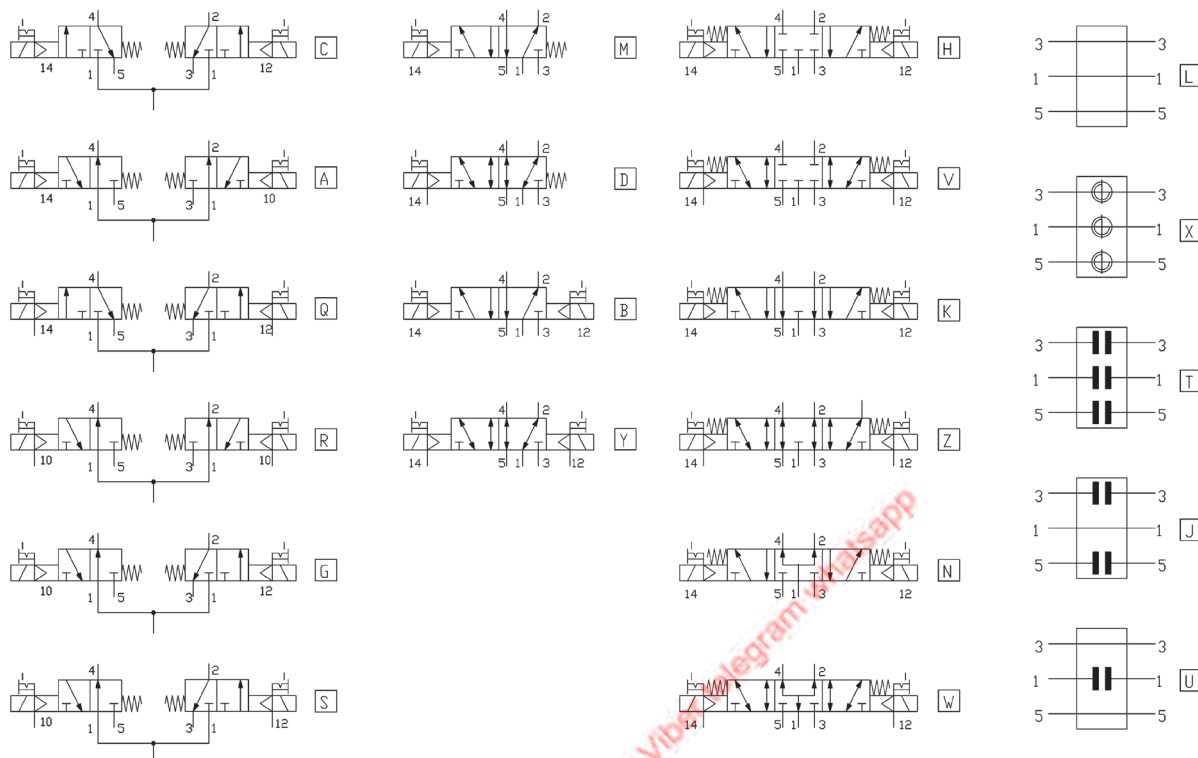 4 2
14 1 5 3 1 12
C
4 2
14 5 1 3
M
4 2
14 5 1 3 12
H
3 3
1 1
5 5
L
4 2
14 1 5 3 1 10
A
4 2
14 5 1 3
D
4 2
14 5 1 3 12
V
3 3
1 1
5 5
X
4 2
14 1 5 3 1 12
Q
4 2
14 5 1 3 12
B
4 2
14 5 1 3 12
K
3 3
1 1
5 5
T
4 2
10 1 5 3 1 10
R
4 2
14 5 1 3 12
Y
4 2
14 5 1 3 12
Z
3 3
1 1
5 5
J
4 2
10 1 5 3 1 12
G
4 2
14 5 1 3 12
N
3 3
1 1
5 5
U
4 2
10 1 5 3 1 12
S
4 2
14 5 1 3 12
W
Viber telegram whatsapp